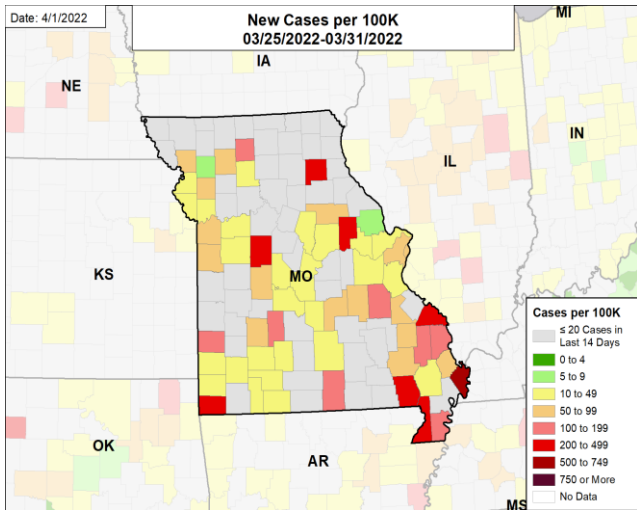 Date: 4/1/2022
New Cases per 100K
03/25/2022-03/31/2022
MI
IA
NE
IN
IL
KS
MO
OK
AR
MS
Cases per 100K
≤ 20 Cases in
Last 14 Days
0 to 4
5 to 9
10 to 49
50 to 99
100 to 199
200 to 499
500 to 749
750 or More
No Data